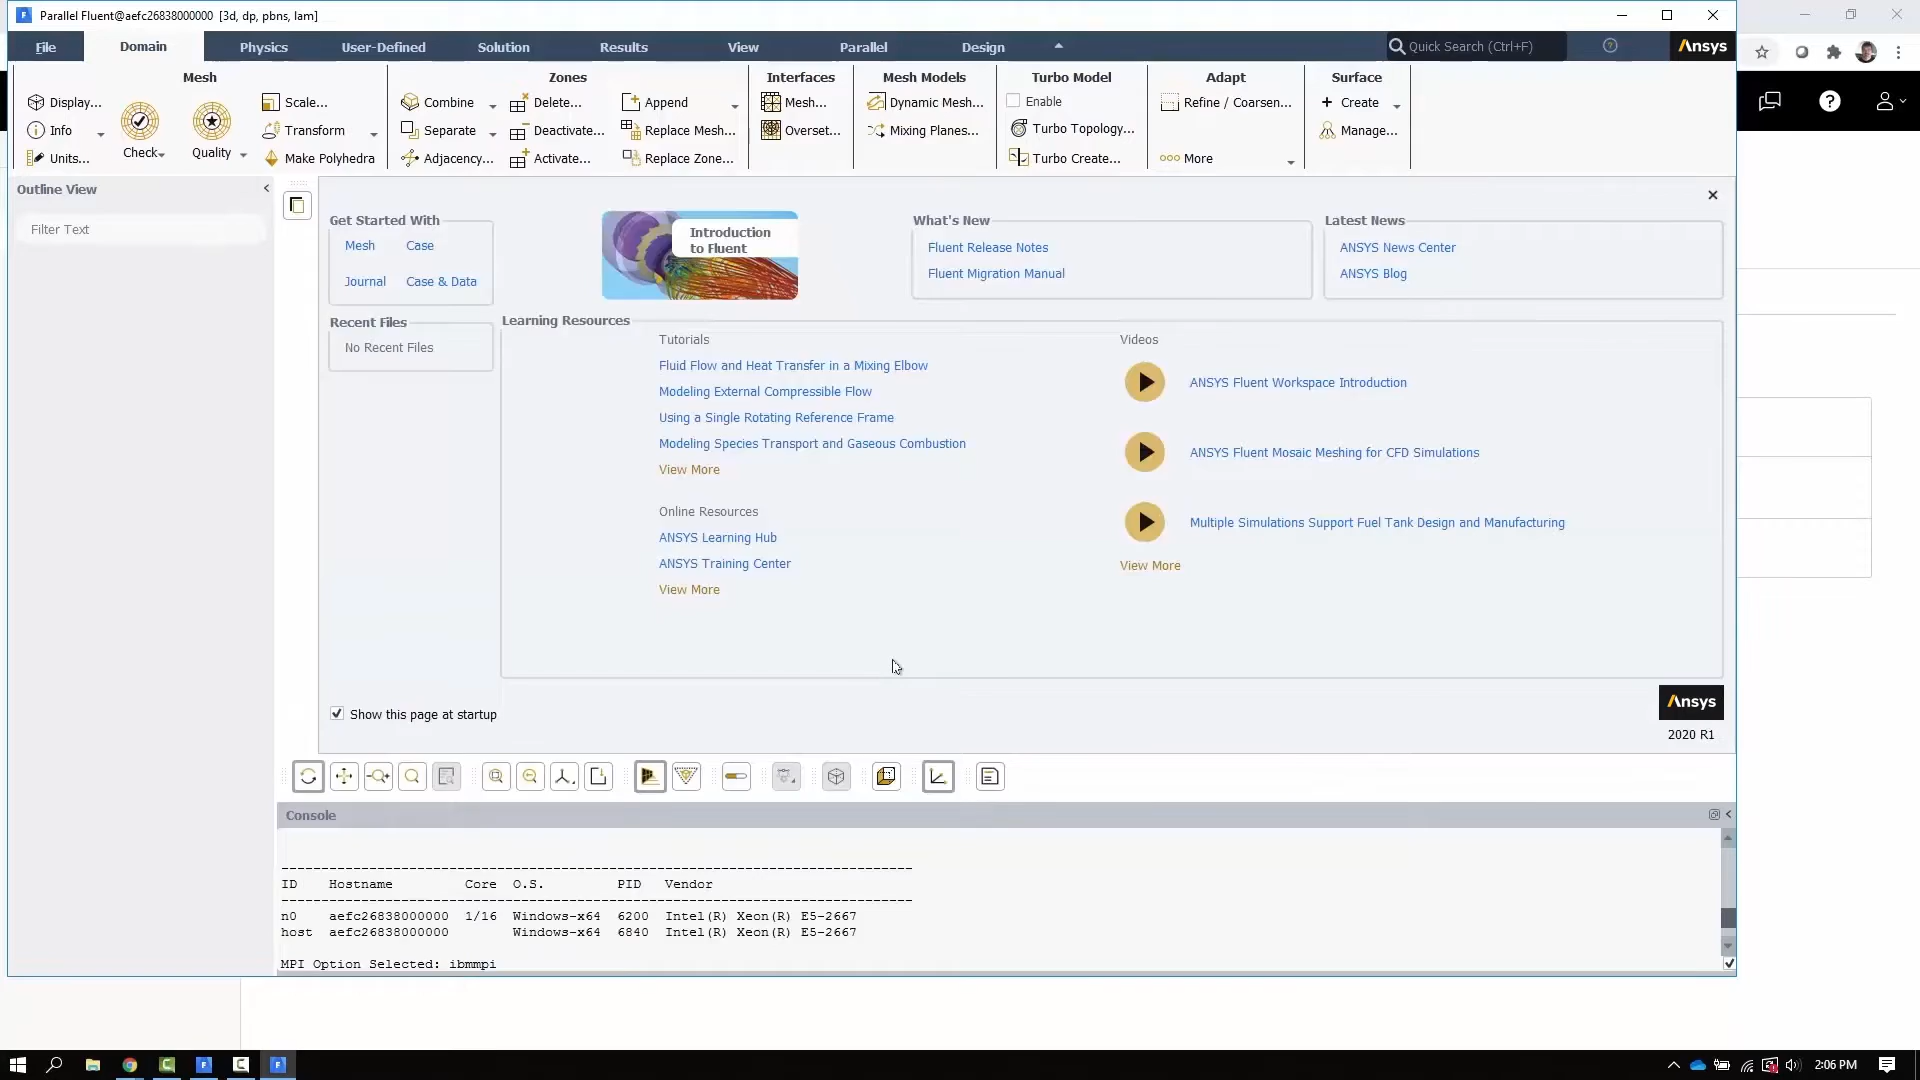 Parallel Fluent@aefc26838000000 [3d, dp, pbns, lam]
File Domain Physics User-Defined Solution Results View Parallel Design Quick Search (Ctrl+F) Ansys
Mesh Zones Interfaces Mesh Models Turbo Model Adapt Surface
Display... Scale... Combine Delete... Append Mesh... Dynamic Mesh... Enable Refine / Coarsen... Create
Info Transform Separate Deactivate... Replace Mesh... Overset... Mixing Planes... Turbo Topology... Manage...
Check Quality
Units... Make Polyhedra Adjacency... Activate... Replace Zone... Turbo Create... More
Outline View
Filter Text
Get Started With
Mesh Case
Journal Case & Data
Introduction
to Fluent
What's New
Fluent Release Notes
Fluent Migration Manual
Latest News
ANSYS News Center
ANSYS Blog
Recent Files
No Recent Files
Learning Resources
Tutorials
Fluid Flow and Heat Transfer in a Mixing Elbow
Modeling External Compressible Flow
Using a Single Rotating Reference Frame
Modeling Species Transport and Gaseous Combustion
View More
Online Resources
ANSYS Learning Hub
ANSYS Training Center
View More
Videos
ANSYS Fluent Workspace Introduction
ANSYS Fluent Mosaic Meshing for CFD Simulations
Multiple Simulations Support Fuel Tank Design and Manufacturing
View More
Show this page at startup
Ansys
2020 R1
Console
ID Hostname Core O.S. PID Vendor
n0 aefc26838000000 1/16 Windows-x64 6200 Intel(R) Xeon(R) E5-2667
host aefc26838000000 Windows-x64 6840 Intel(R) Xeon(R) E5-2667
MPI Option Selected: ibmmpi
2:06 PM